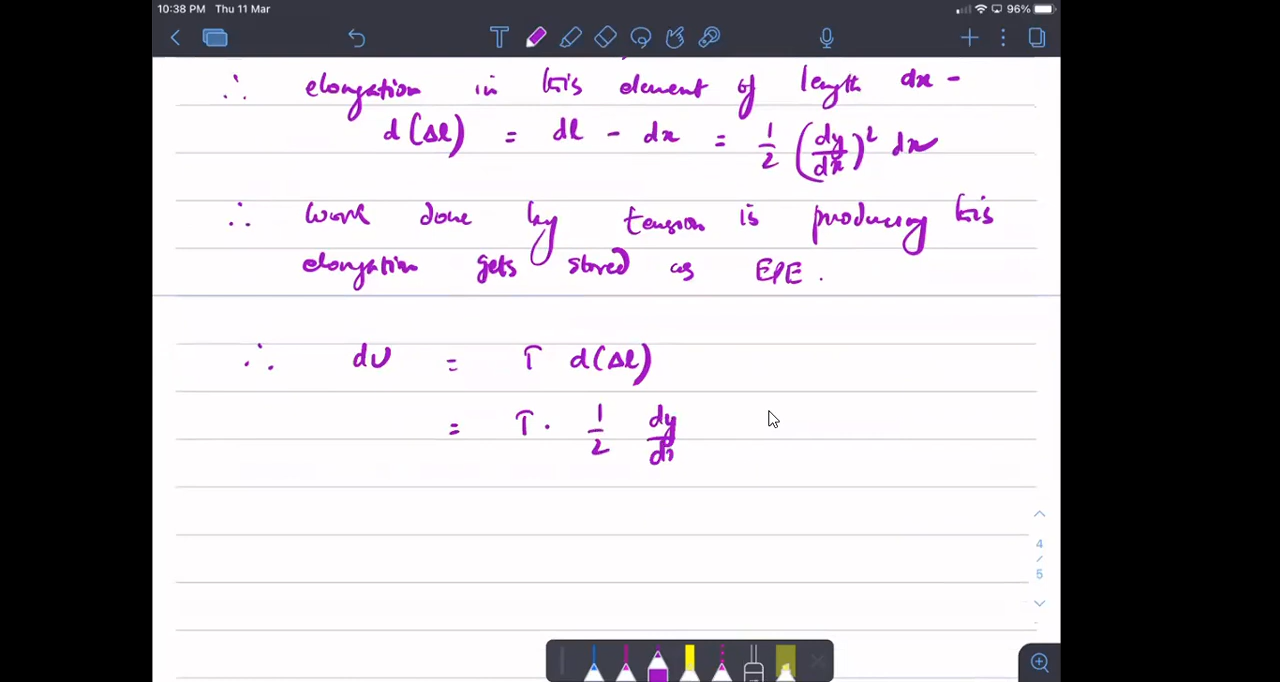 10:38 PM Thu 11 Mar 96%
T
∴ elongation in this element of length dx -
d(Δl) = dl - dx = 1/2 (dy/dx)² dx
∴ work done by tension is producing this
elongation gets stored as EPE.
∴ dU = T d(Δl)
= T. 1/2 dy/dx
4
/
5